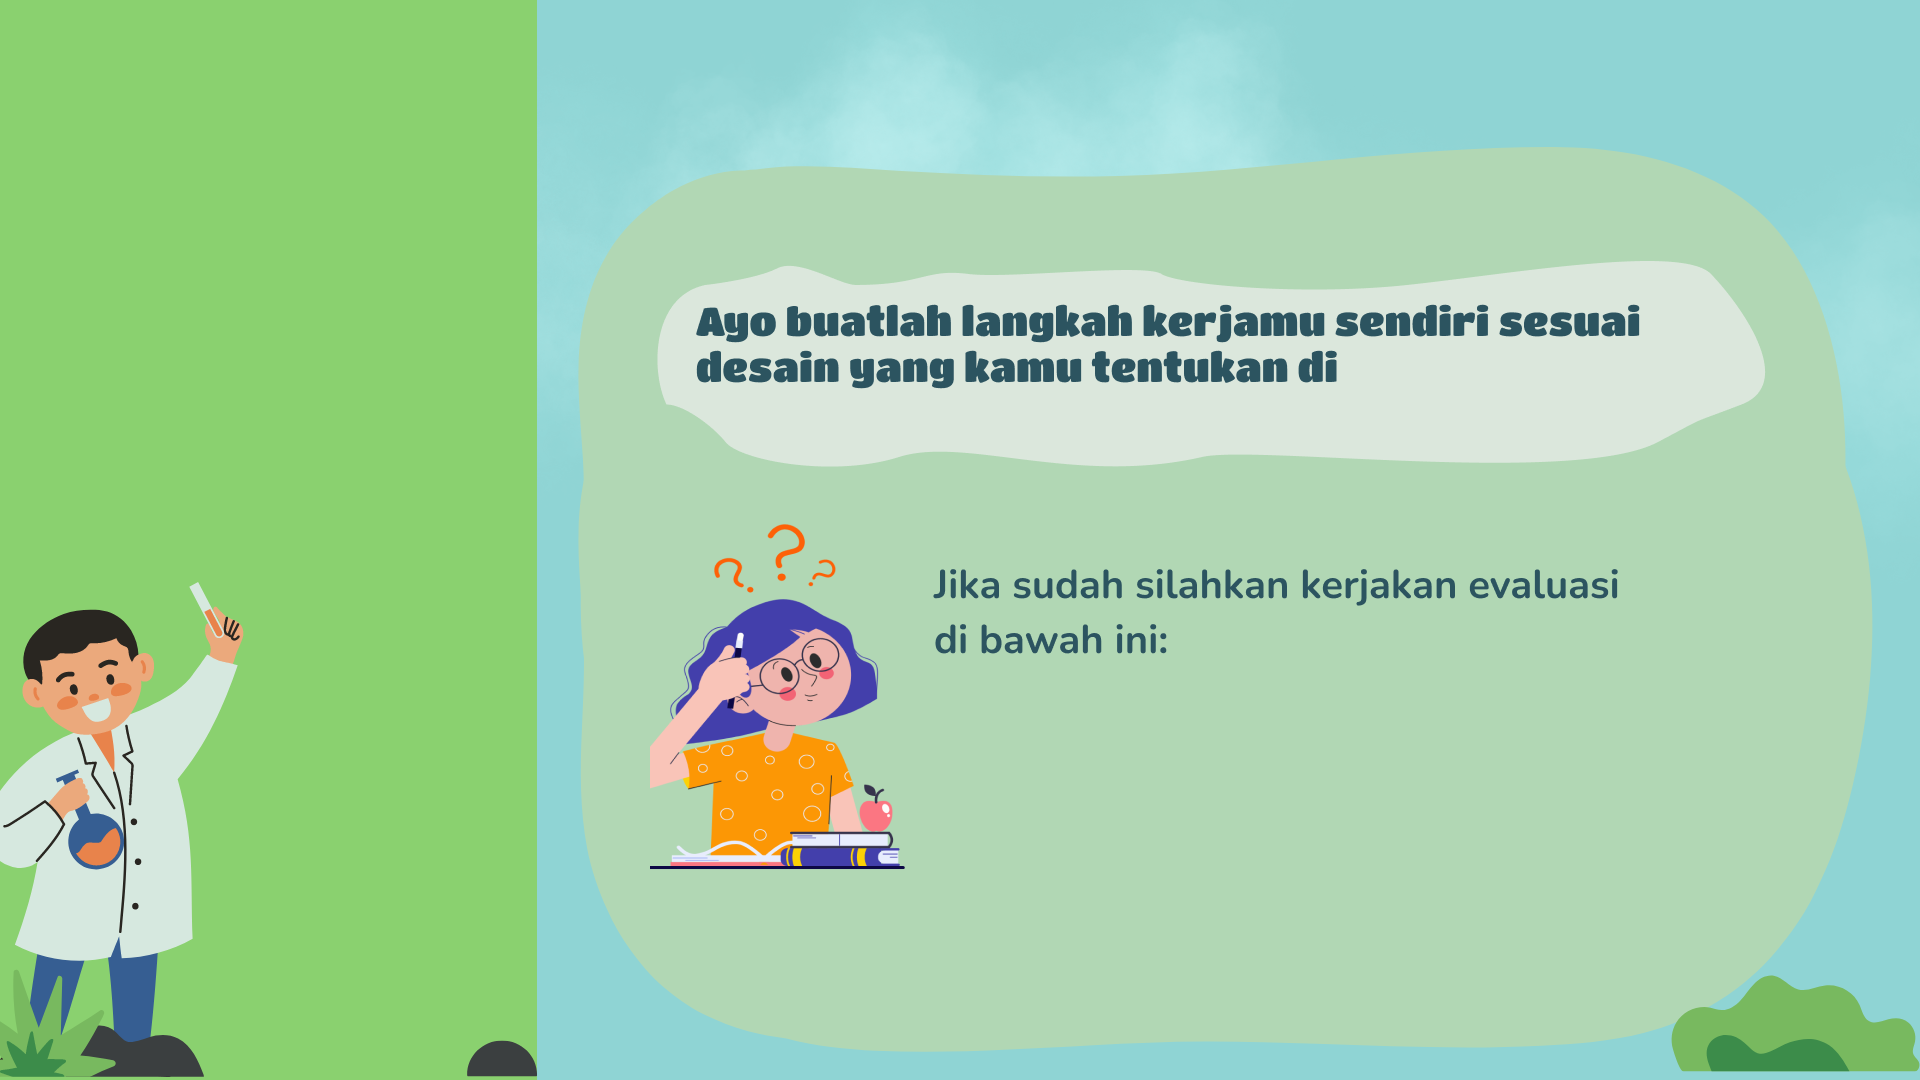 Ayo buatlah langkah kerjamu sendiri sesuai
desain yang kamu tentukan di
Jika sudah silahkan kerjakan evaluasi
di bawah ini: